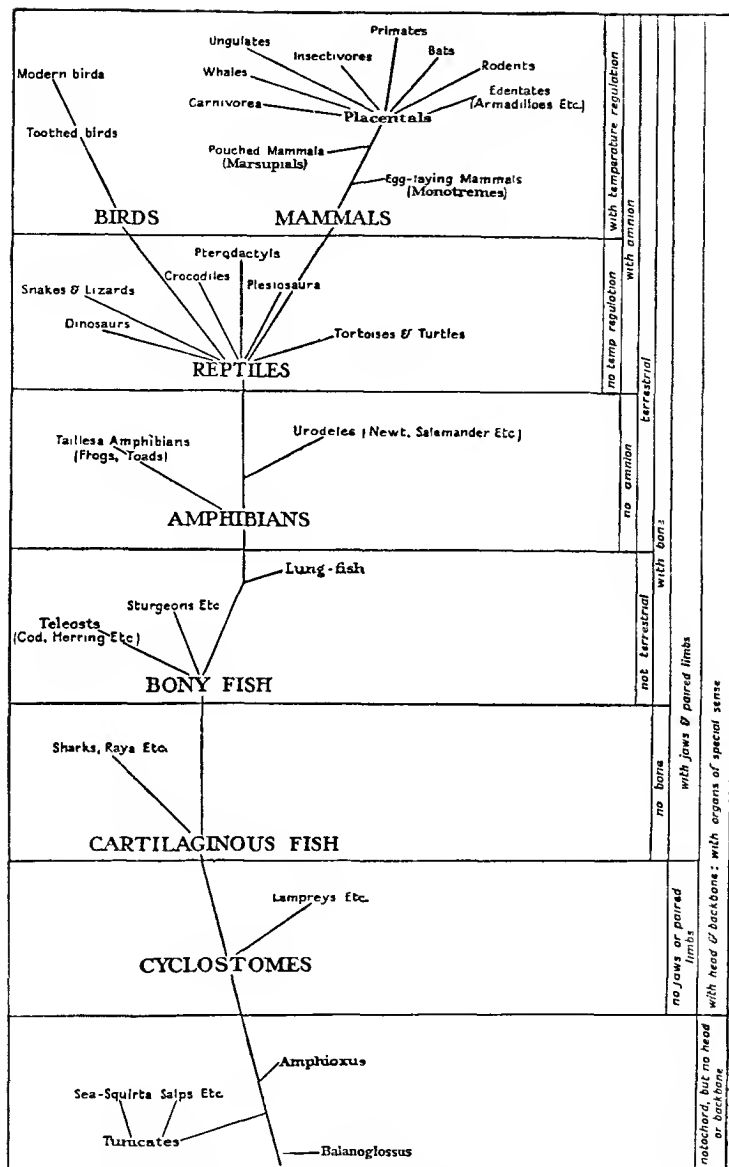 Primates
Ungulates
Insectivores
Bats
Modern birds
Whales
Rodents
Carnivorea
Edentates
(Armadilloes Etc.)
Placentals
Toothed birds
Pouched Mammals
(Marsupials)
Egg-laying Mammals
(Monotremes)
BIRDS
MAMMALS
Pterodactyls
Crocodiles
Plesiosaurs
Snakes & Lizards
Dinosaurs
Tortoises & Turtles
REPTILES
Urodeles (Newt, Salamander Etc)
Tailless Amphibians
(Frogs, Toads)
AMPHIBIANS
Lung-fish
Sturgeons Etc
Teleosts
(Cod, Herring Etc)
BONY FISH
Sharks, Rays Etc.
CARTILAGINOUS FISH
Lampreys Etc.
CYCLOSTOMES
Amphioxus
Sea-Squirts Salps Etc.
Tunicates
Balanoglossus
with temperature regulation
no temp regulation
with amnion
no amnion
terrestrial
not terrestrial
with bone
no bone
with jaws & paired limbs
no jaws or paired
limbs
with head & backbone; with organs of special sense
notochord, but no head
or backbone